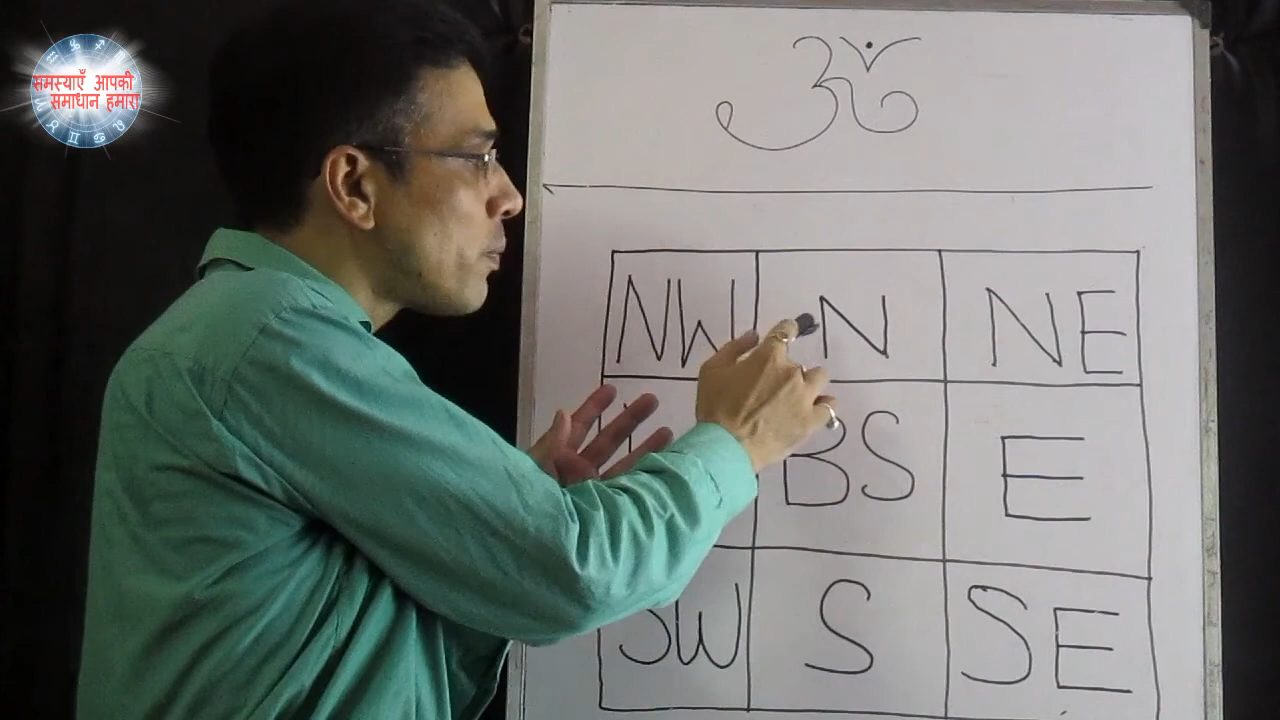 समस्याएँ आपकी
समाधान हमारा
ॐ
NW N NE
BS E
SW S SE